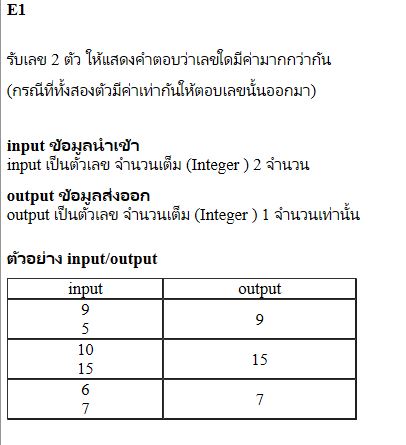 E1
รับเลข 2 ตัว ให้แสดงคำตอบว่าเลขใดมีค่ามากกว่ากัน
(กรณีที่ทั้งสองตัวมีค่าเท่ากันให้ตอบเลขนั้นออกมา)
input ข้อมูลนำเข้า
input เป็นตัวเลข จำนวนเต็ม (Integer ) 2 จำนวน
output ข้อมูลส่งออก
output เป็นตัวเลข จำนวนเต็ม (Integer ) 1 จำนวนเท่านั้น
ตัวอย่าง input/output
input output
9
5
9
10
15
15
6
7
7